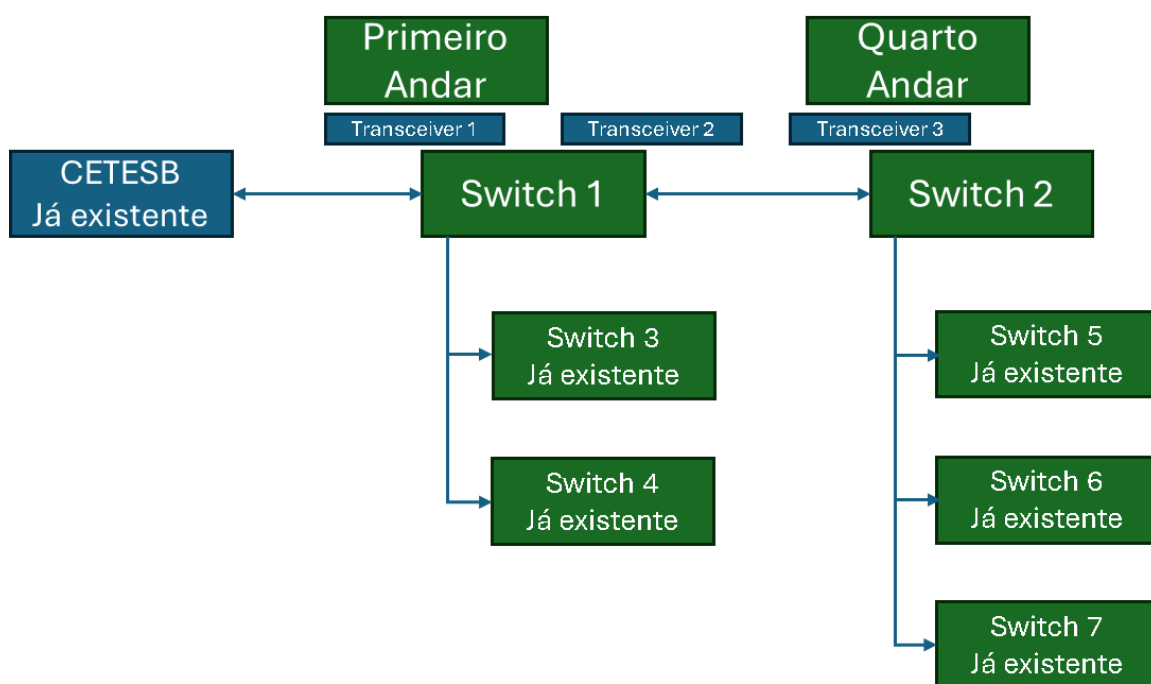 Primeiro
Andar
Quarto
Andar
Transceiver 1
Transceiver 2
Transceiver 3
CETESB
Já existente
Switch 1
Switch 2
Switch 3
Já existente
Switch 5
Já existente
Switch 4
Já existente
Switch 6
Já existente
Switch 7
Já existente